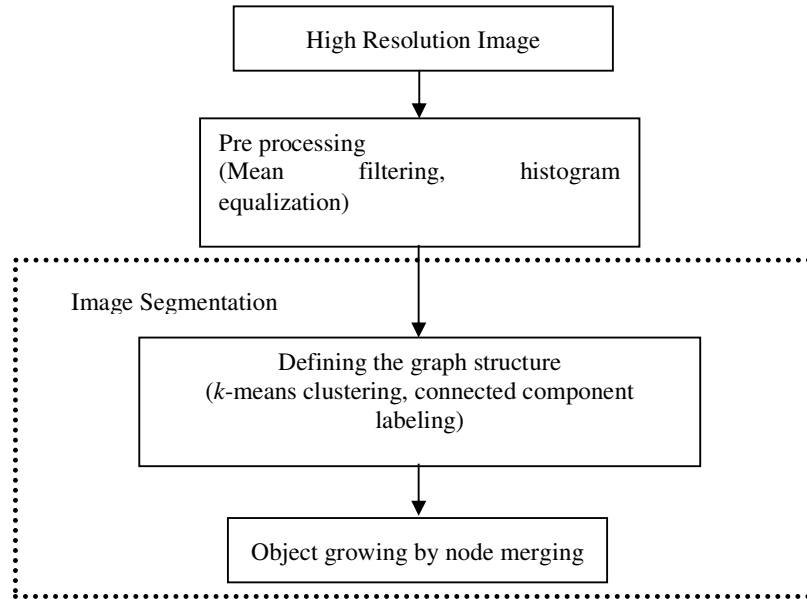 High Resolution Image
Pre processing
(Mean filtering, histogram
equalization)
Image Segmentation
Defining the graph structure
(k-means clustering, connected component
labeling)
Object growing by node merging